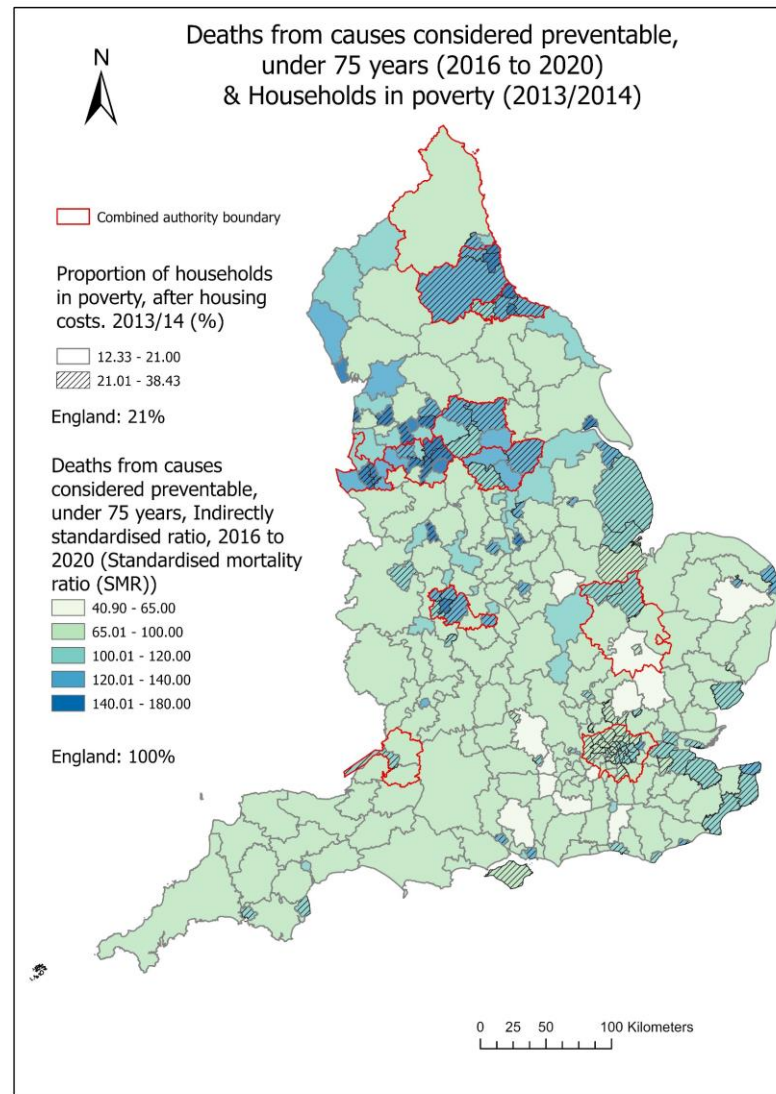 Deaths from causes considered preventable,
under 75 years (2016 to 2020)
& Households in poverty (2013/2014)
N
Combined authority boundary
Proportion of households
in poverty, after housing
costs. 2013/14 (%)
12.33 - 21.00
21.01 - 38.43
England: 21%
Deaths from causes
considered preventable,
under 75 years, Indirectly
standardised ratio, 2016 to
2020 (Standardised mortality
ratio (SMR))
40.90 - 65.00
65.01 - 100.00
100.01 - 120.00
120.01 - 140.00
140.01 - 180.00
England: 100%
0 25 50 100 Kilometers